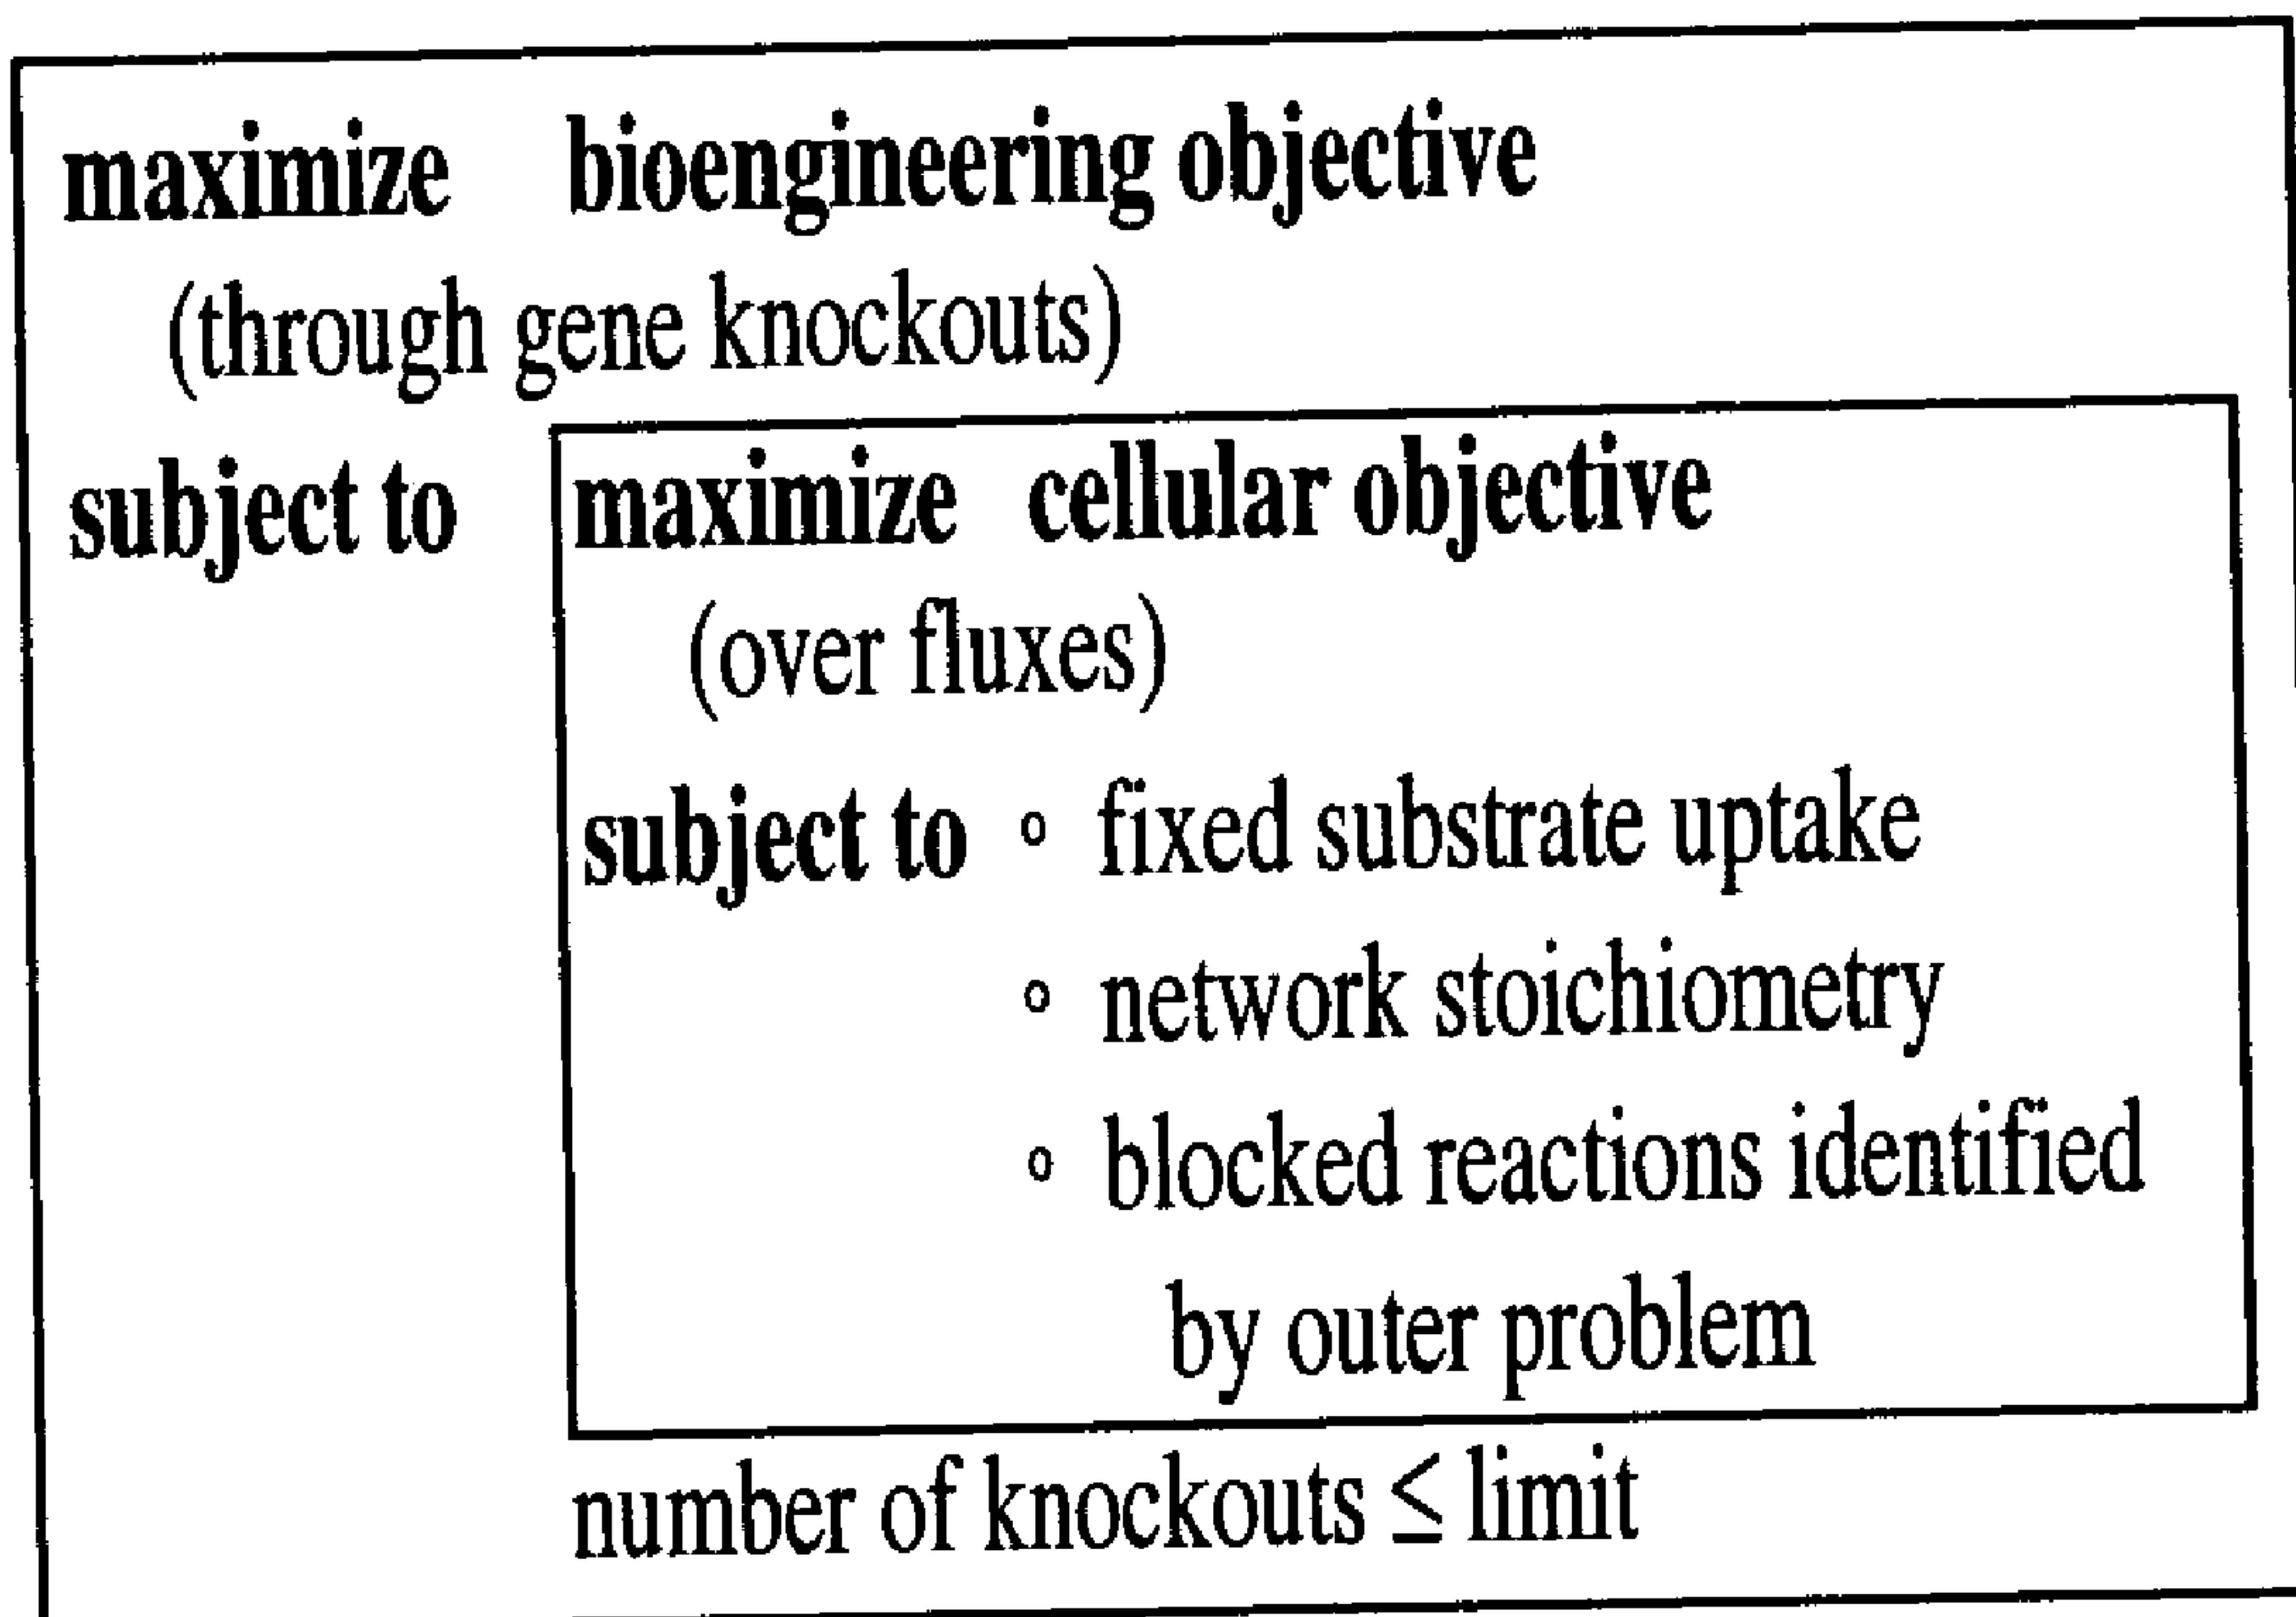 maximize bioengineering objective
(through gene knockouts)
subject to maximize cellular objective
(over fluxes)
subject to ∘ fixed substrate uptake
∘ network stoichiometry
∘ blocked reactions identified
by outer problem
number of knockouts ≤ limit